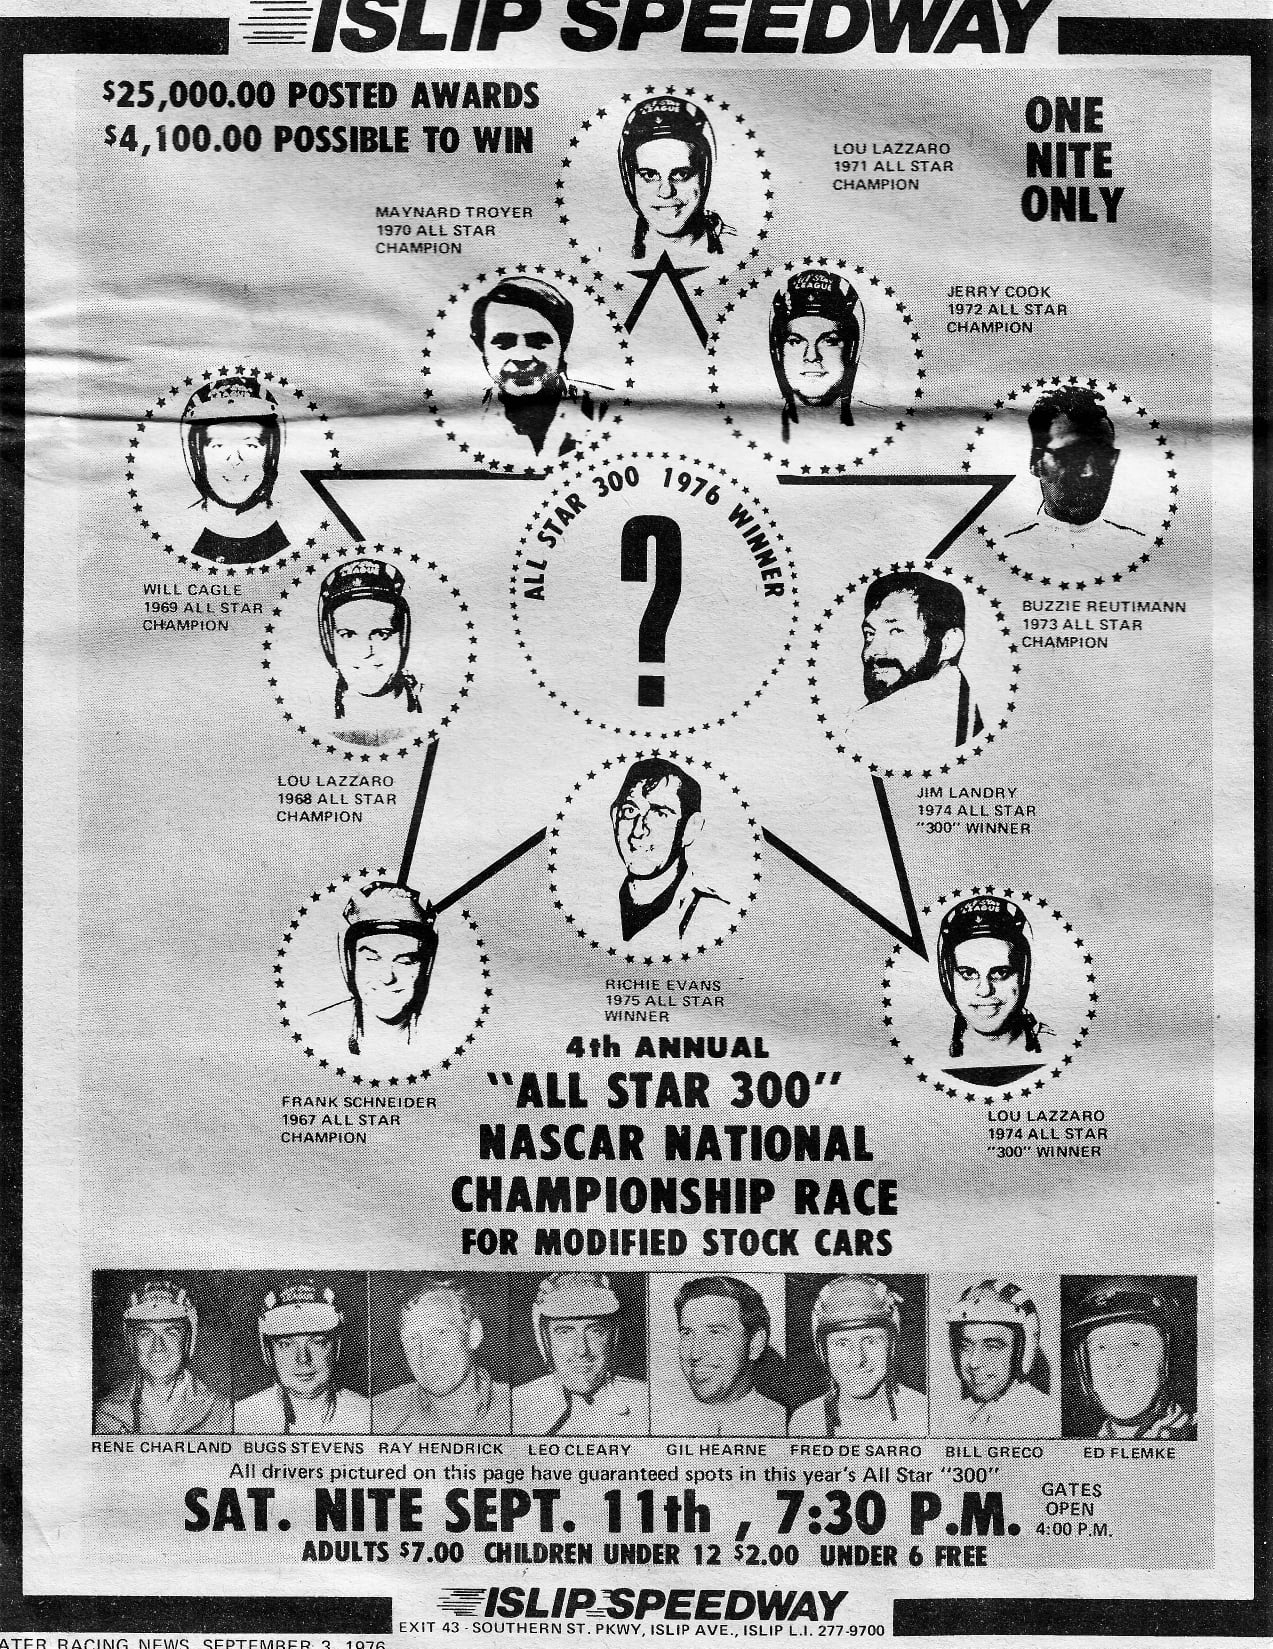 ISLIP SPEEDWAY
$25,000.00 POSTED AWARDS
$4,100.00 POSSIBLE TO WIN
ONE
NITE
ONLY
LOU LAZZARO
1971 ALL STAR
CHAMPION
MAYNARD TROYER
1970 ALL STAR
CHAMPION
JERRY COOK
1972 ALL STAR
CHAMPION
WILL CAGLE
1969 ALL STAR
CHAMPION
ALL STAR 300 1976 WINNER
?
BUZZIE REUTIMANN
1973 ALL STAR
CHAMPION
LOU LAZZARO
1968 ALL STAR
CHAMPION
JIM LANDRY
1974 ALL STAR
"300" WINNER
RICHIE EVANS
1975 ALL STAR
WINNER
FRANK SCHNEIDER
1967 ALL STAR
CHAMPION
LOU LAZZARO
1974 ALL STAR
"300" WINNER
4th ANNUAL
"ALL STAR 300"
NASCAR NATIONAL
CHAMPIONSHIP RACE
FOR MODIFIED STOCK CARS
RENE CHARLAND BUGS STEVENS RAY HENDRICK LEO CLEARY GIL HEARNE FRED DE SARRO BILL GRECO ED FLEMKE
All drivers pictured on this page have guaranteed spots in this year's All Star "300"
SAT. NITE SEPT. 11th, 7:30 P.M.
GATES
OPEN
4:00 P.M.
ADULTS $7.00 CHILDREN UNDER 12 $2.00 UNDER 6 FREE
ISLIP SPEEDWAY
EXIT 43 - SOUTHERN ST. PKWY, ISLIP AVE., ISLIP L.I. 277-9700
RACING NEWS, SEPTEMBER 3, 1976